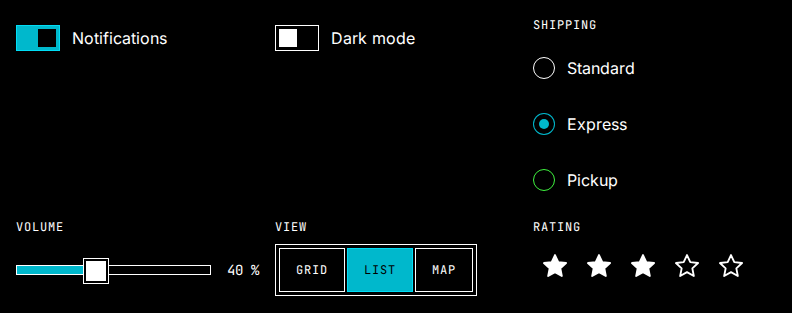 Notifications
Dark mode
SHIPPING
Standard
Express
Pickup
VOLUME
40 %
VIEW
GRID
LIST
MAP
RATING